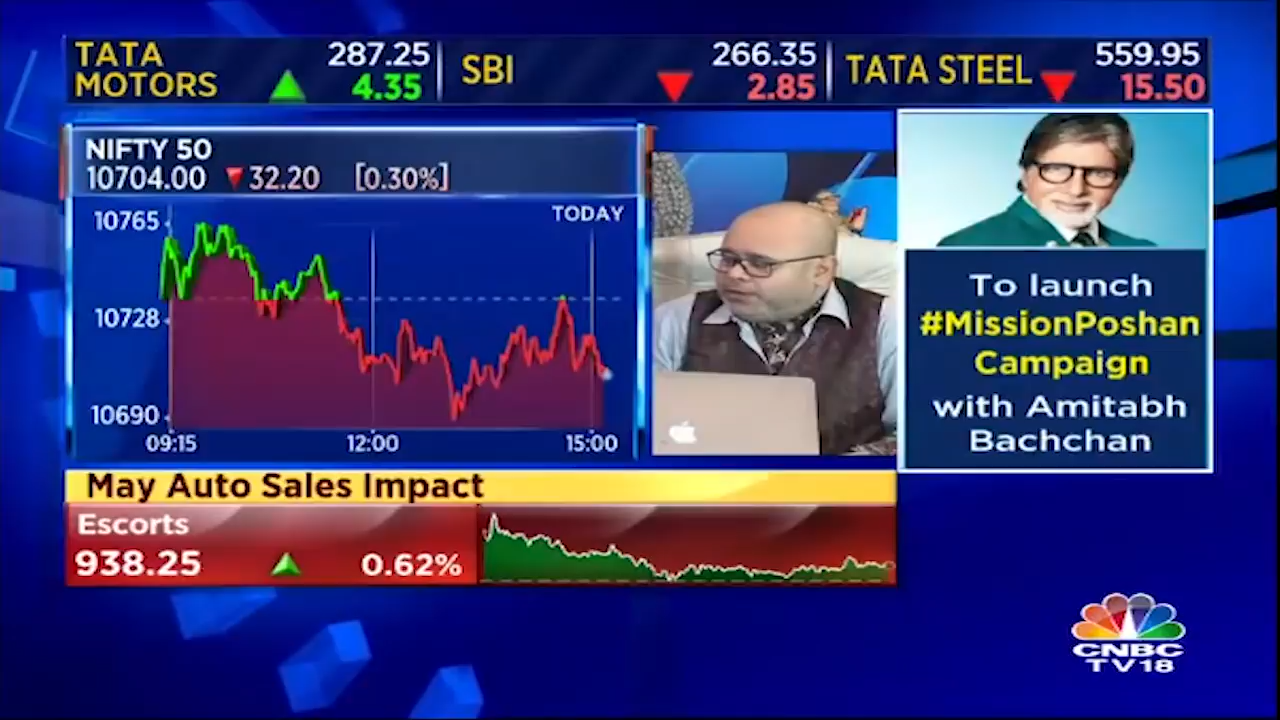 TATA MOTORS 287.25 4.35 SBI 266.35 2.85 TATA STEEL 559.95 15.50
NIFTY 50
10704.00 32.20 [0.30%]
TODAY
10765
10728
10690
09:15 12:00 15:00
To launch
#MissionPoshan
Campaign
with Amitabh
Bachchan
May Auto Sales Impact
Escorts
938.25 0.62%
CNBC
TV18